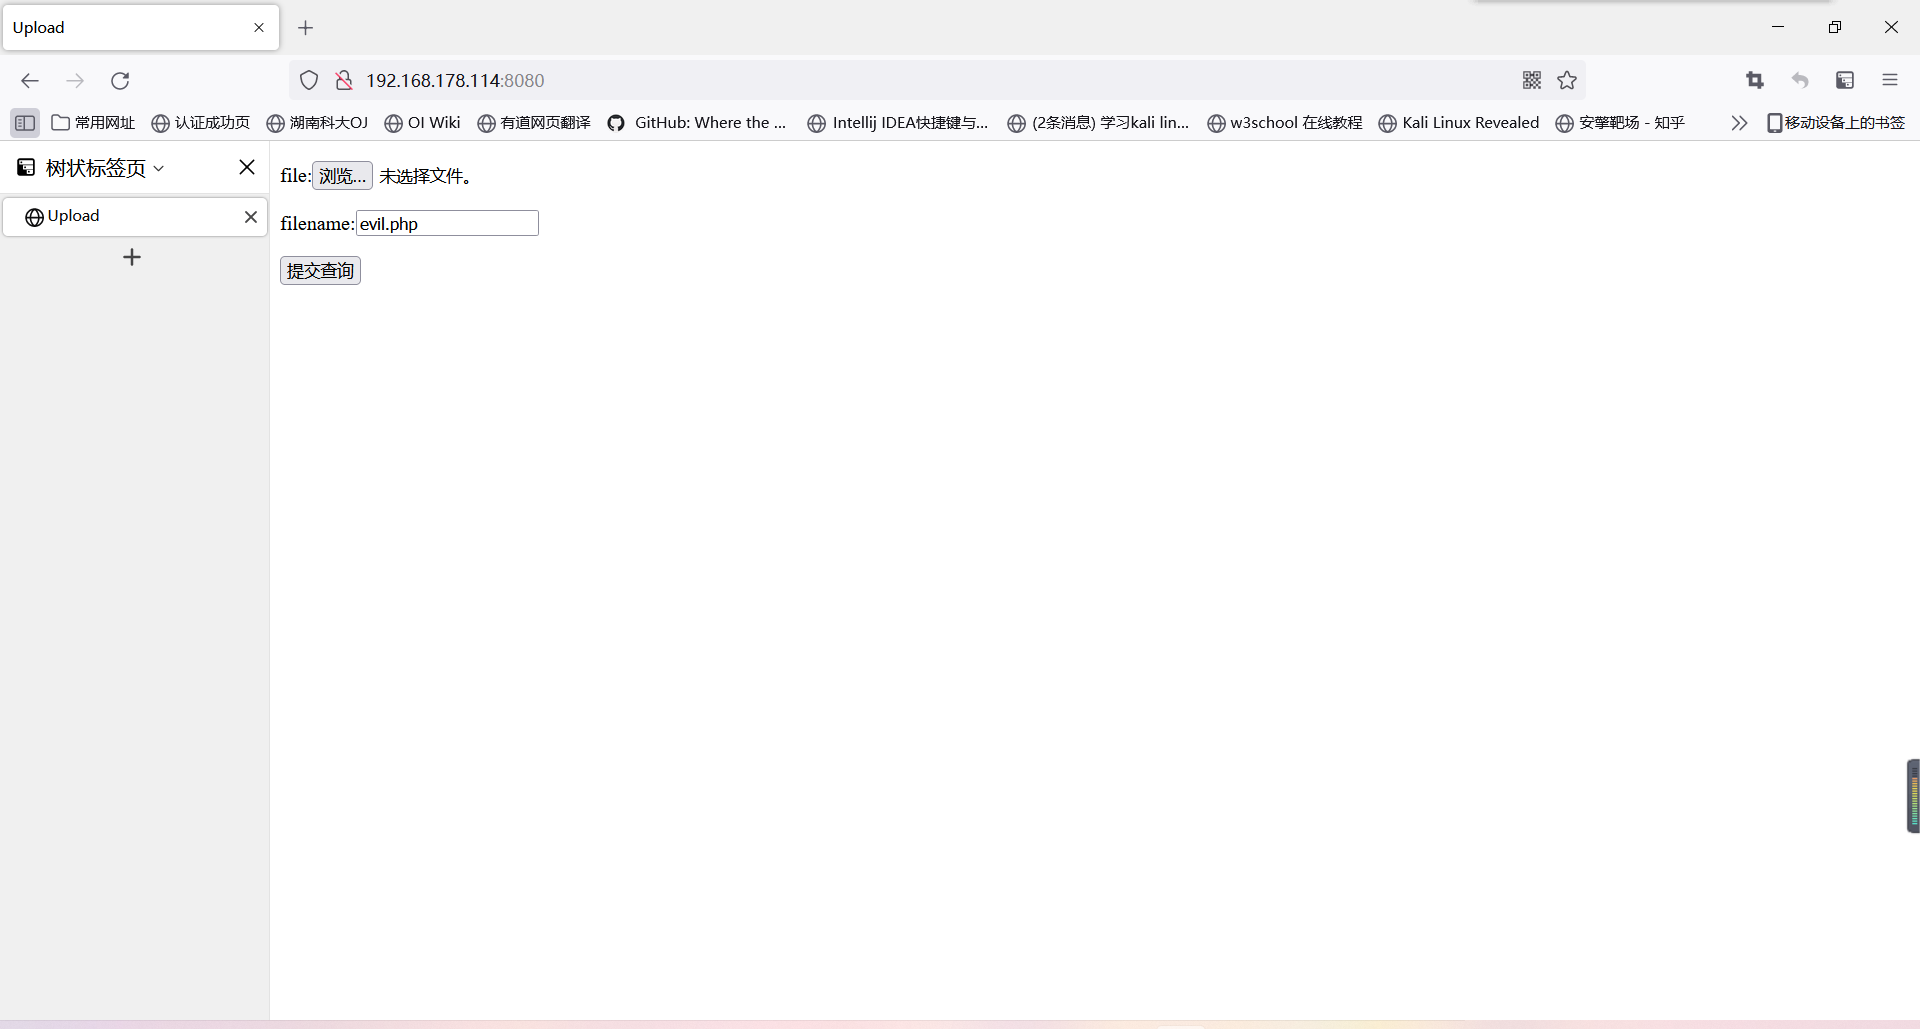 Upload
192.168.178.114:8080
常用网址 认证成功页 湖南科大OJ OI Wiki 有道网页翻译 GitHub: Where the ... Intellij IDEA快捷键与... (2条消息) 学习kali lin... w3school 在线教程 Kali Linux Revealed 安擎靶场 - 知乎 移动设备上的书签
树状标签页
Upload
file:浏览... 未选择文件。
filename:evil.php
提交查询